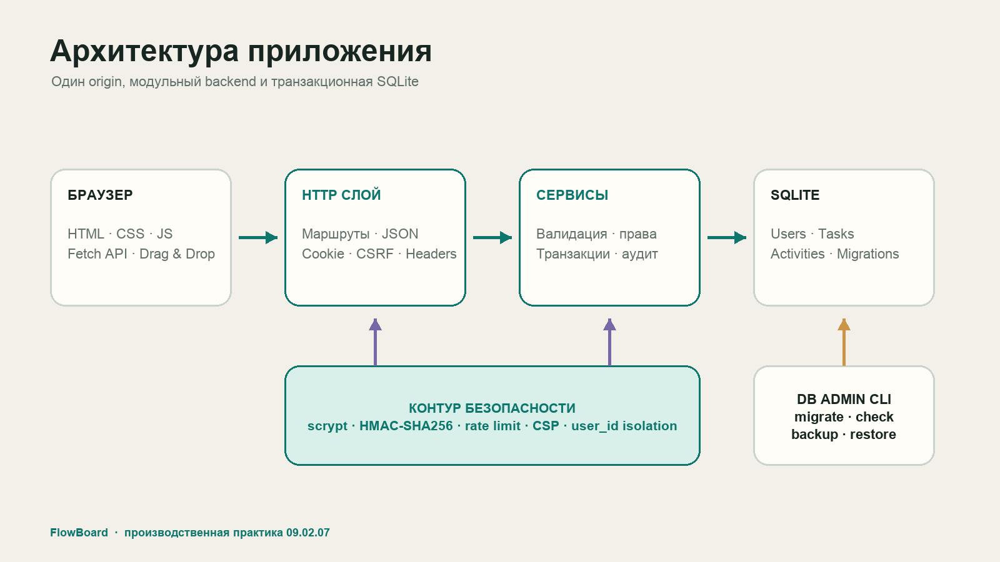 Архитектура приложения
Один origin, модульный backend и транзакционная SQLite
БРАУЗЕР
HTML · CSS · JS
Fetch API · Drag & Drop
HTTP СЛОЙ
Маршруты · JSON
Cookie · CSRF · Headers
СЕРВИСЫ
Валидация · права
Транзакции · аудит
SQLITE
Users · Tasks
Activities · Migrations
КОНТУР БЕЗОПАСНОСТИ
scrypt · HMAC-SHA256 · rate limit · CSP · user_id isolation
DB ADMIN CLI
migrate · check
backup · restore
FlowBoard · производственная практика 09.02.07